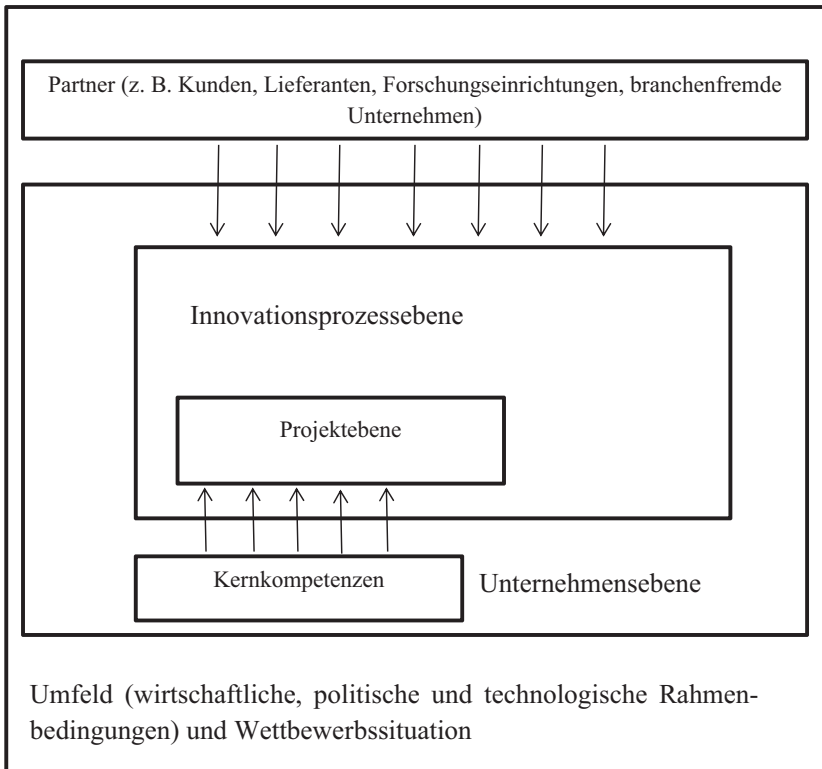 Partner (z. B. Kunden, Lieferanten, Forschungseinrichtungen, branchenfremde
Unternehmen)
Innovationsprozessebene
Projektebene
Kernkompetenzen
Unternehmensebene
Umfeld (wirtschaftliche, politische und technologische Rahmen-
bedingungen) und Wettbewerbssituation